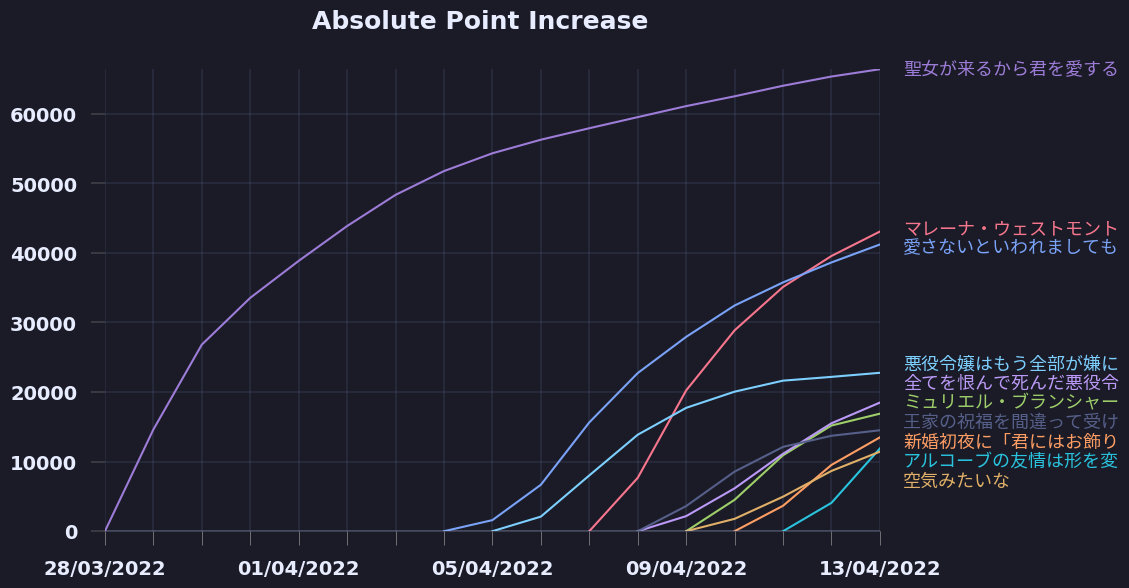 Absolute Point Increase
60000
50000
40000
30000
20000
10000
0
28/03/2022
01/04/2022
05/04/2022
09/04/2022
13/04/2022
聖女が来るから君を愛する
マレーナ・ウェストモント
愛さないといわれましても
悪役令嬢はもう全部が嫌に
全てを恨んで死んだ悪役令
ミュリエル・ブランシャー
王家の祝福を間違って受け
新婚初夜に「君にはお飾り
アルコーブの友情は形を変
空気みたいな